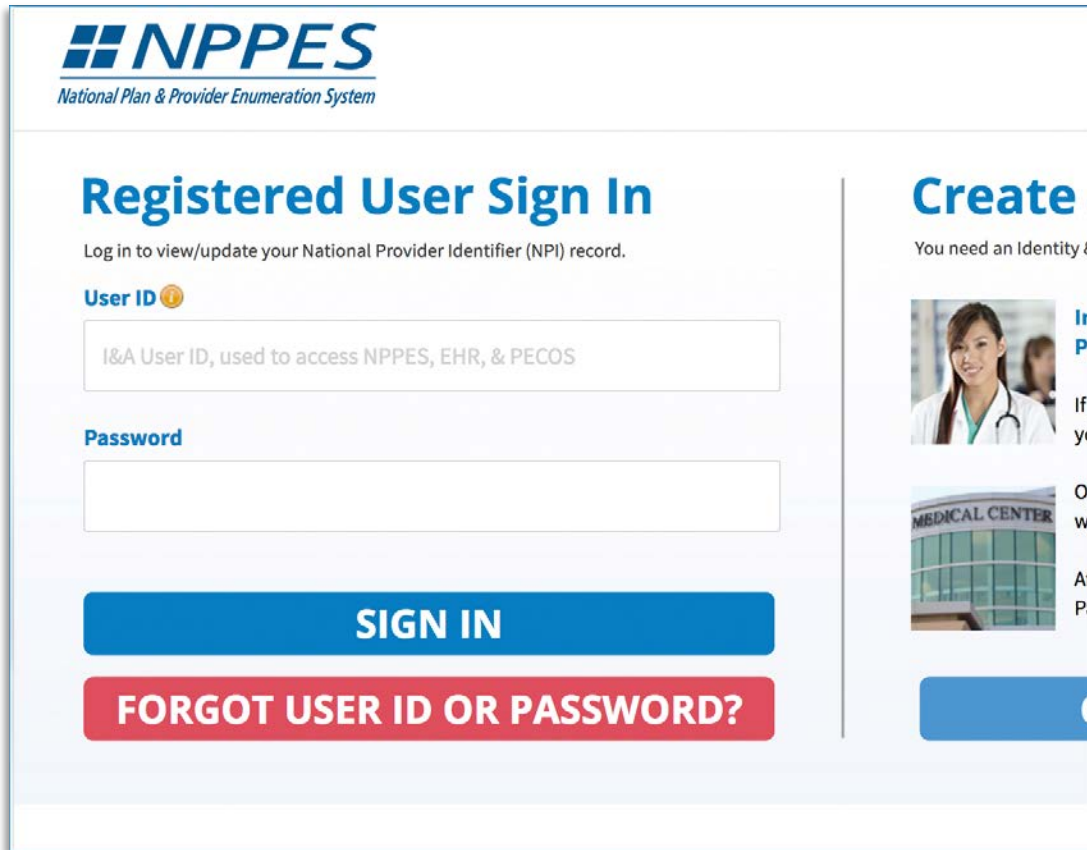 NPPES
National Plan & Provider Enumeration System
Registered User Sign In
Log in to view/update your National Provider Identifier (NPI) record.
User ID
I&A User ID, used to access NPPES, EHR, & PECOS
Password
SIGN IN
FORGOT USER ID OR PASSWORD?
Create
You need an Identity &
If
MEDICAL CENTER